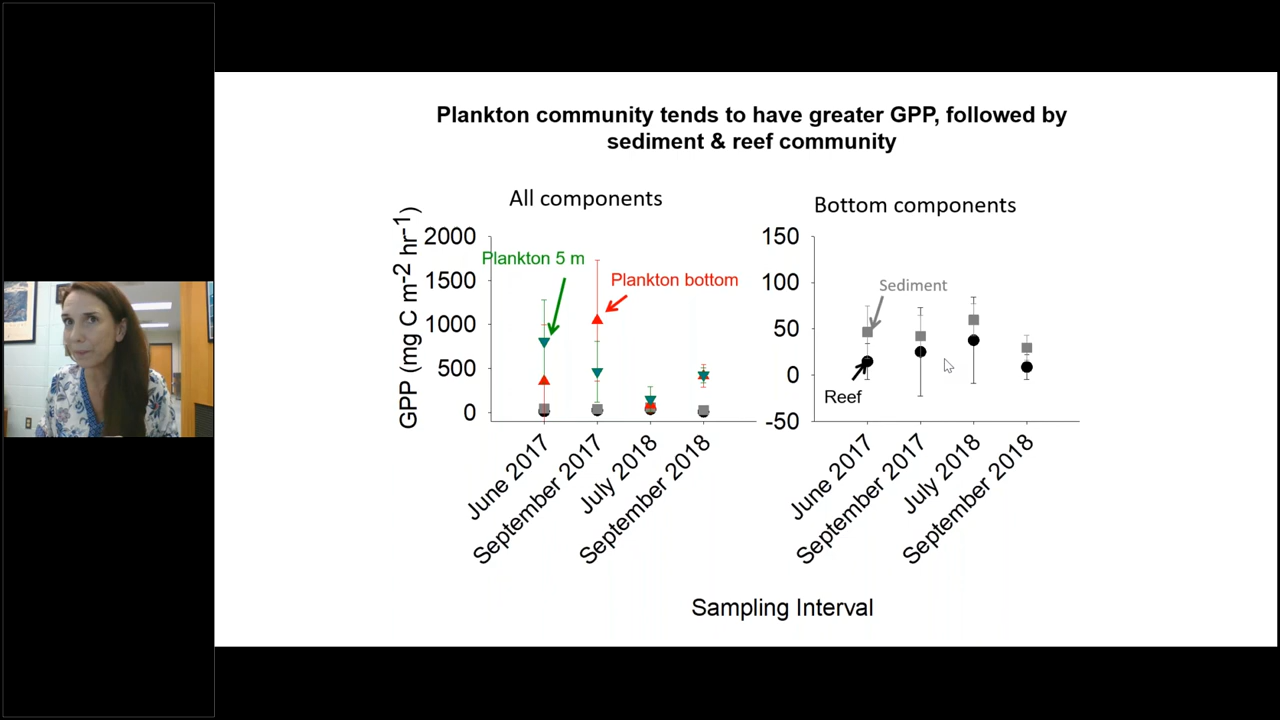 Plankton community tends to have greater GPP, followed by
sediment & reef community
All components
GPP (mg C m-2 hr-1)
2000
1500
1000
500
0
Plankton 5 m
Plankton bottom
June 2017
September 2017
July 2018
September 2018
Bottom components
150
100
50
0
-50
Sediment
Reef
June 2017
September 2017
July 2018
September 2018
Sampling Interval